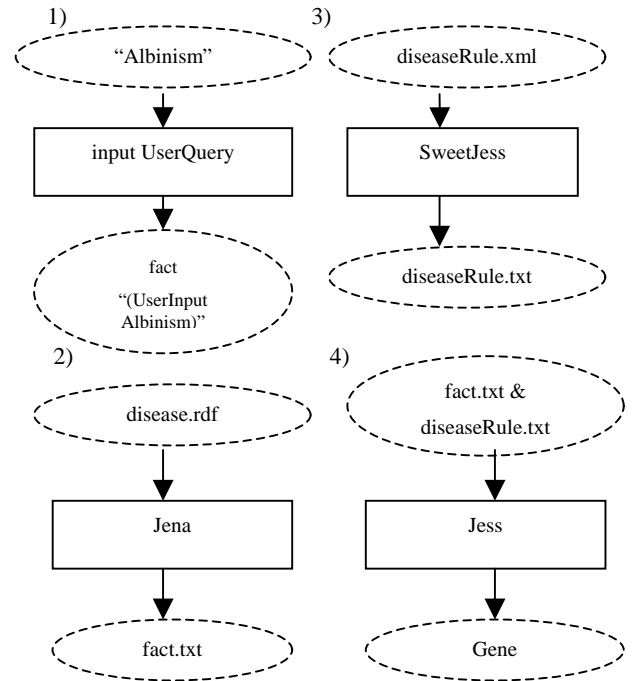 1)
“Albinism”
input UserQuery
fact
“(UserInput
Albinism)”
2)
disease.rdf
Jena
fact.txt
3)
diseaseRule.xml
SweetJess
diseaseRule.txt
4)
fact.txt &
diseaseRule.txt
Jess
Gene